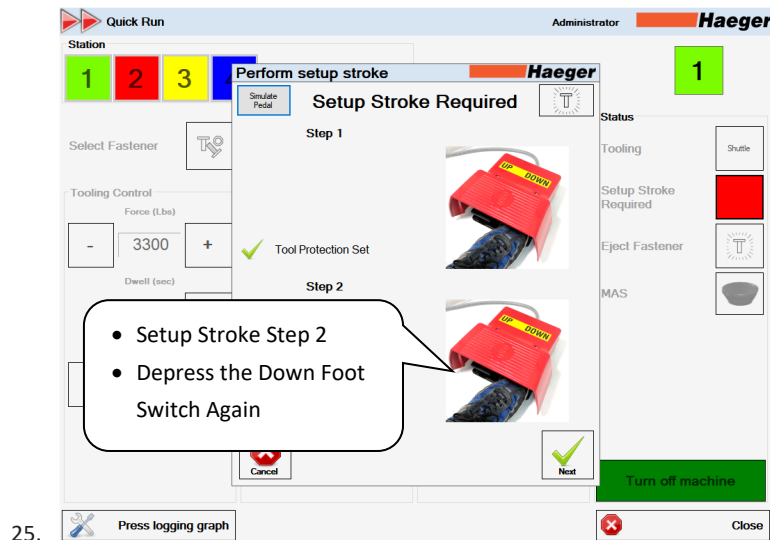 Quick Run
Administrator
Haeger
Station
1
2
3
Perform setup stroke
Haeger
1
Simulate
Pedal
Setup Stroke Required
T
Step 1
Status
Select Fastener
UP DOWN
Tooling
Shuttle
Tooling Control
Setup Stroke
Required
Force (Lbs)
-
3300
+
Tool Protection Set
Eject Fastener
T
Dwell (sec)
Step 2
MAS
UP DOWN
• Setup Stroke Step 2
• Depress the Down Foot
Switch Again
Cancel
Next
Turn off machine
25.
Press logging graph
Close